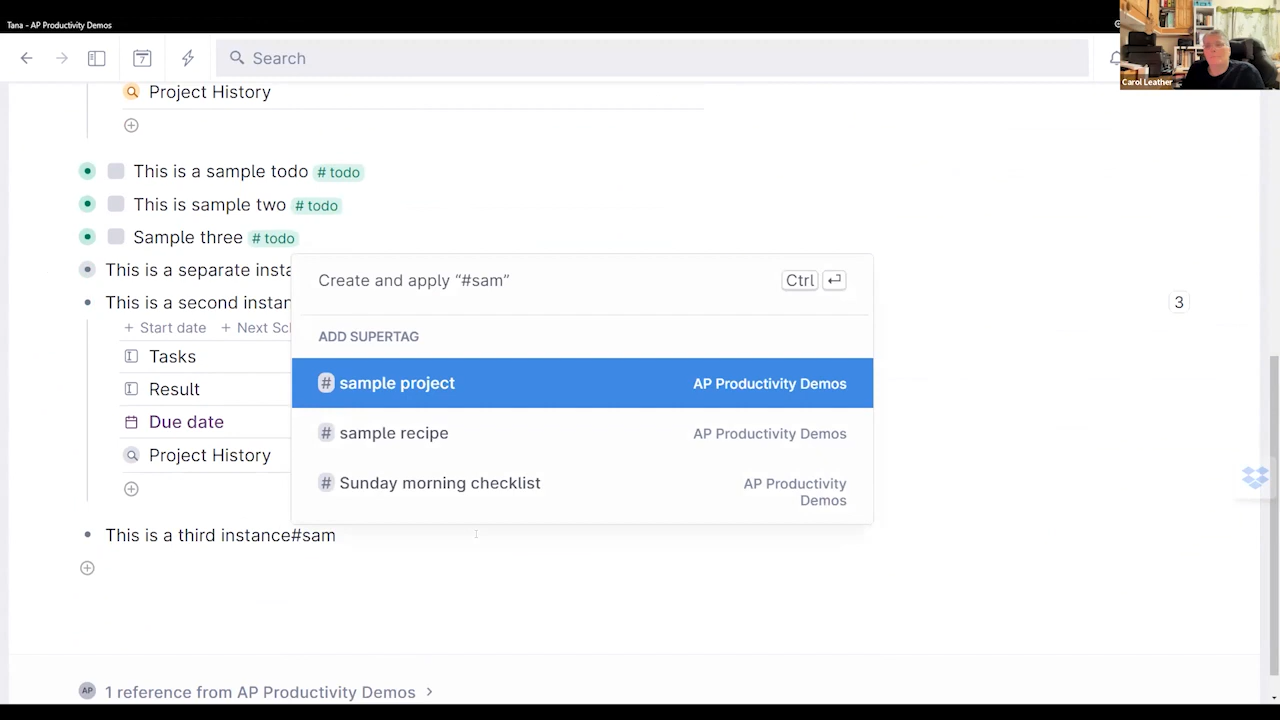 Tana - AP Productivity Demos
7
Search
Carol Leather
Project History
This is a sample todo # todo
This is sample two # todo
Sample three # todo
This is a separate insta
This is a second instan
3
+ Start date + Next Sc
Tasks
Result
Due date
Project History
Create and apply “#sam”
Ctrl
ADD SUPERTAG
# sample project AP Productivity Demos
# sample recipe AP Productivity Demos
# Sunday morning checklist AP Productivity
Demos
This is a third instance#sam
AP 1 reference from AP Productivity Demos >